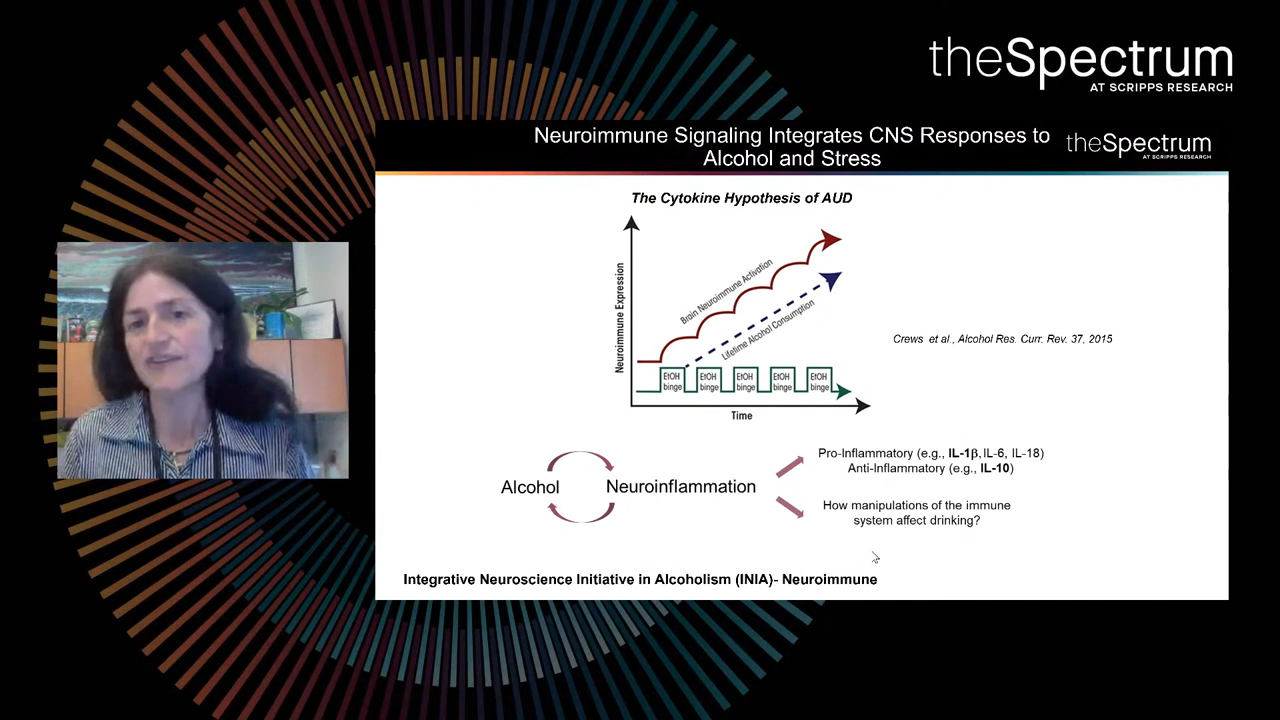 theSpectrum
AT SCRIPPS RESEARCH
Neuroimmune Signaling Integrates CNS Responses to
Alcohol and Stress
theSpectrum
AT SCRIPPS RESEARCH
The Cytokine Hypothesis of AUD
Neuroimmune Expression
Brain Neuroimmune Activation
Lifetime Alcohol Consumption
EtOH
binge
EtOH
binge
EtOH
binge
EtOH
binge
EtOH
binge
Time
Crews et al., Alcohol Res. Curr. Rev. 37, 2015
Alcohol
Neuroinflammation
Pro-Inflammatory (e.g., IL-1β, IL-6, IL-18)
Anti-Inflammatory (e.g., IL-10)
How manipulations of the immune
system affect drinking?
Integrative Neuroscience Initiative in Alcoholism (INIA)- Neuroimmune